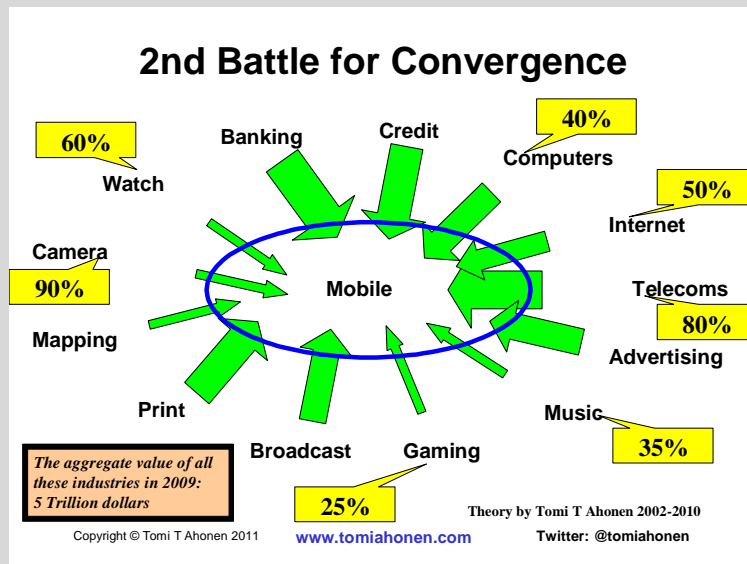 2nd Battle for Convergence
60%
Watch
Banking
Credit
40%
Computers
50%
Internet
Camera
90%
Mobile
Telecoms
80%
Mapping
Advertising
Print
Music
35%
Broadcast
Gaming
25%
The aggregate value of all
these industries in 2009:
5 Trillion dollars
Theory by Tomi T Ahonen 2002-2010
Copyright © Tomi T Ahonen 2011
www.tomiahonen.com
Twitter: @tomiahonen